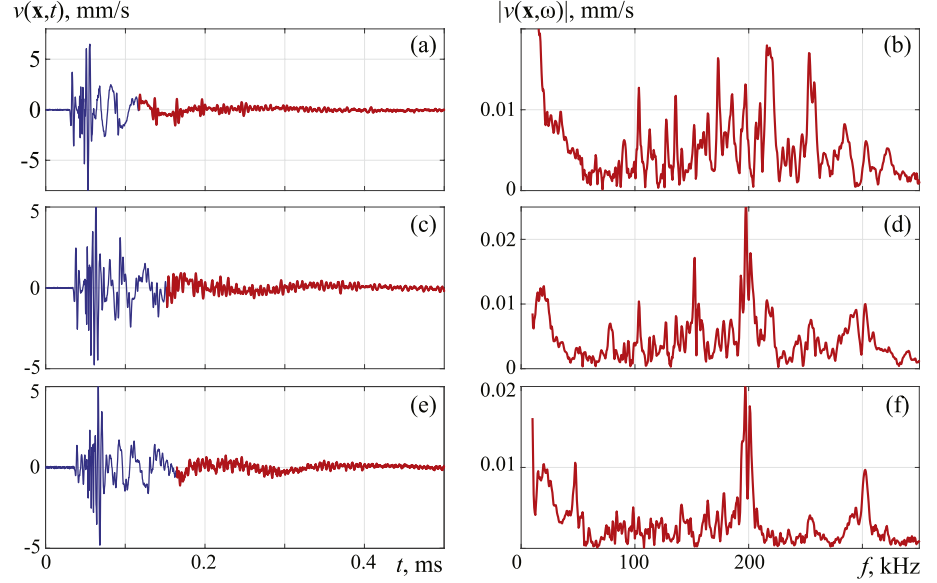 v(x,t), mm/s
|v(x,ω)|, mm/s
5
0
-5
(a)
0.01
0
(b)
5
0
-5
(c)
0.02
0.01
0
(d)
5
0
-5
(e)
0 0.2 0.4
t, ms
0.02
0.01
(f)
100 200
f, kHz